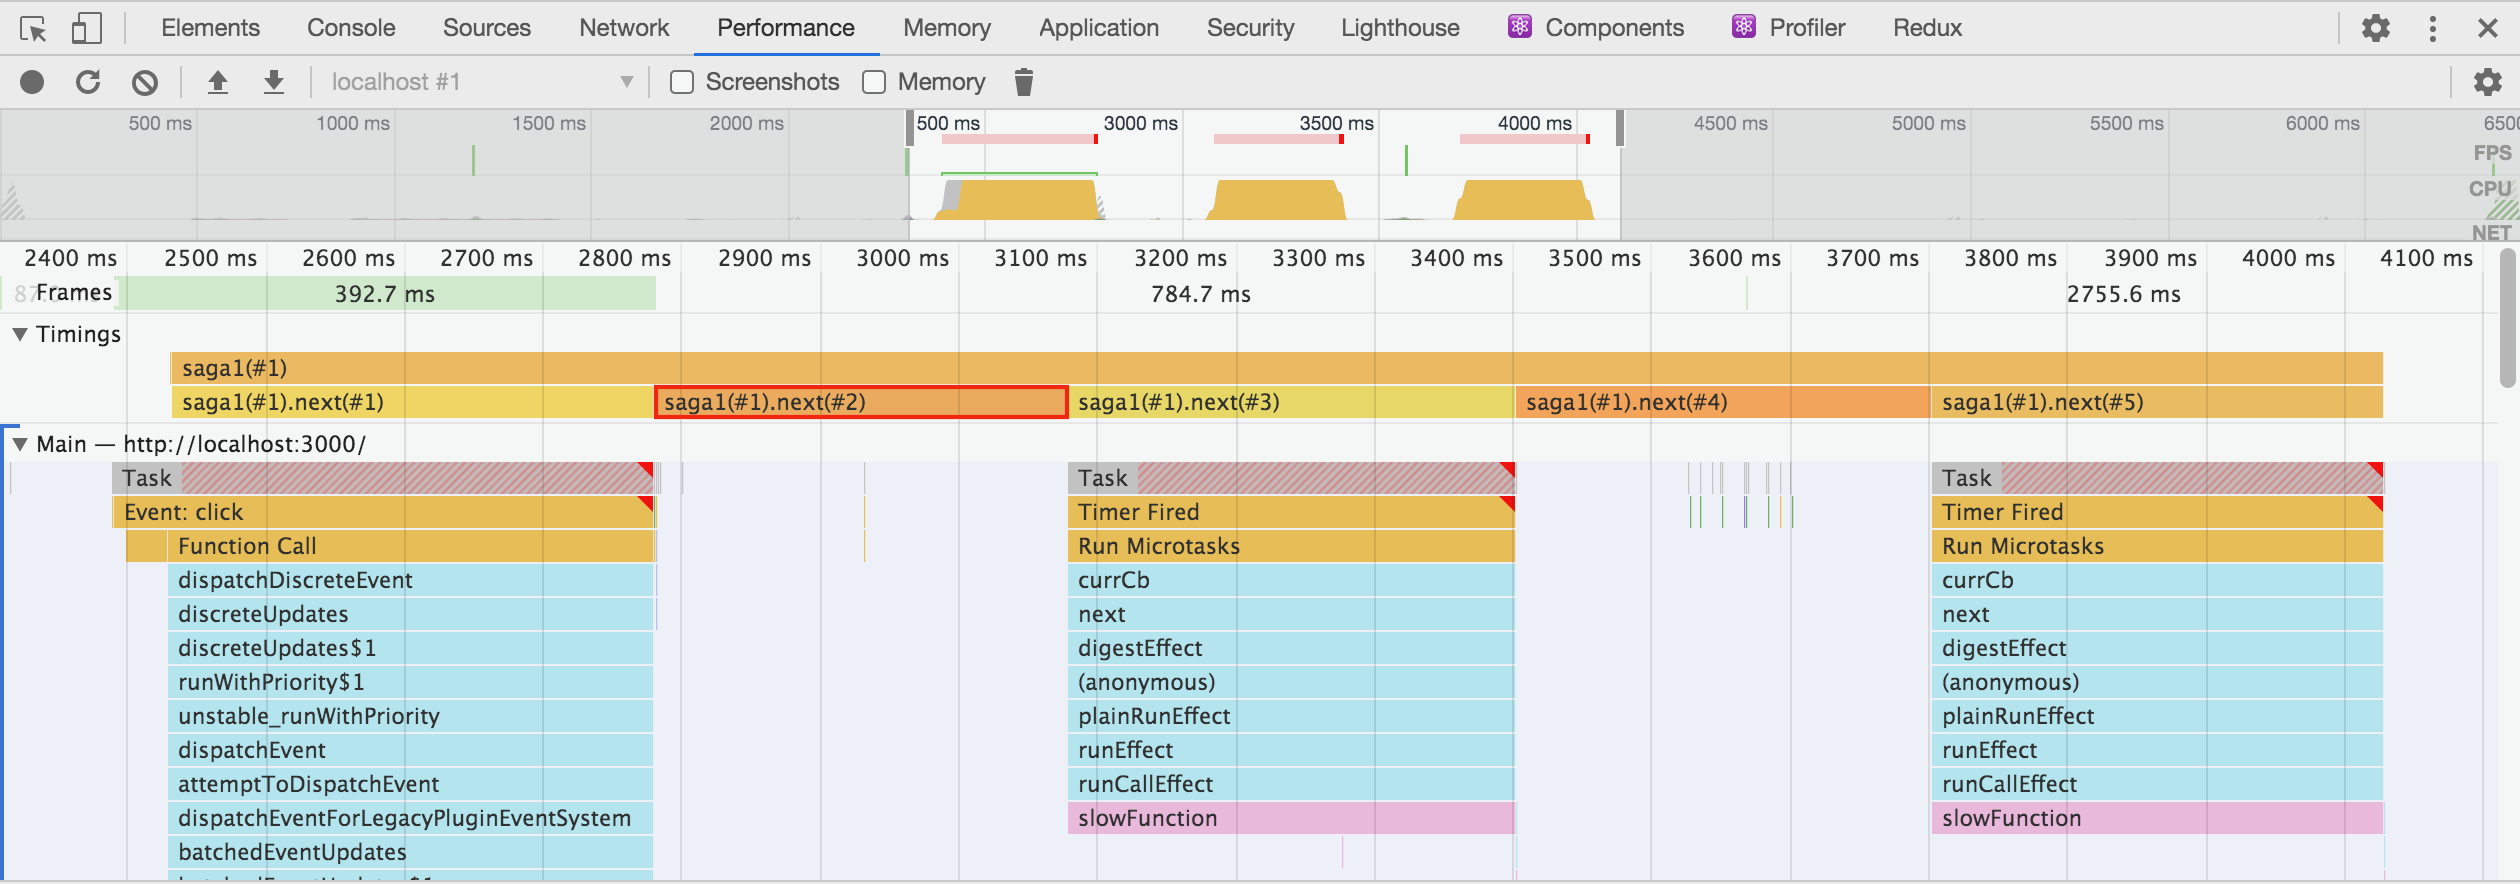 Elements Console Sources Network Performance Memory Application Security Lighthouse Components Profiler Redux
localhost #1 Screenshots Memory
500 ms 1000 ms 1500 ms 2000 ms 500 ms 3000 ms 3500 ms 4000 ms 4500 ms 5000 ms 5500 ms 6000 ms 6500
FPS
CPU
NET
2400 ms 2500 ms 2600 ms 2700 ms 2800 ms 2900 ms 3000 ms 3100 ms 3200 ms 3300 ms 3400 ms 3500 ms 3600 ms 3700 ms 3800 ms 3900 ms 4000 ms 4100 ms
Frames 392.7 ms 784.7 ms 2755.6 ms
Timings
saga1(#1)
saga1(#1).next(#1) saga1(#1).next(#2) saga1(#1).next(#3) saga1(#1).next(#4) saga1(#1).next(#5)
Main — http://localhost:3000/
Task Task Task
Event: click Timer Fired Timer Fired
Function Call Run Microtasks Run Microtasks
dispatchDiscreteEvent currCb currCb
discreteUpdates next next
discreteUpdates$1 digestEffect digestEffect
runWithPriority$1 (anonymous) (anonymous)
unstable_runWithPriority plainRunEffect plainRunEffect
dispatchEvent runEffect runEffect
attemptToDispatchEvent runCallEffect runCallEffect
dispatchEventForLegacyPluginEventSystem slowFunction slowFunction
batchedEventUpdates